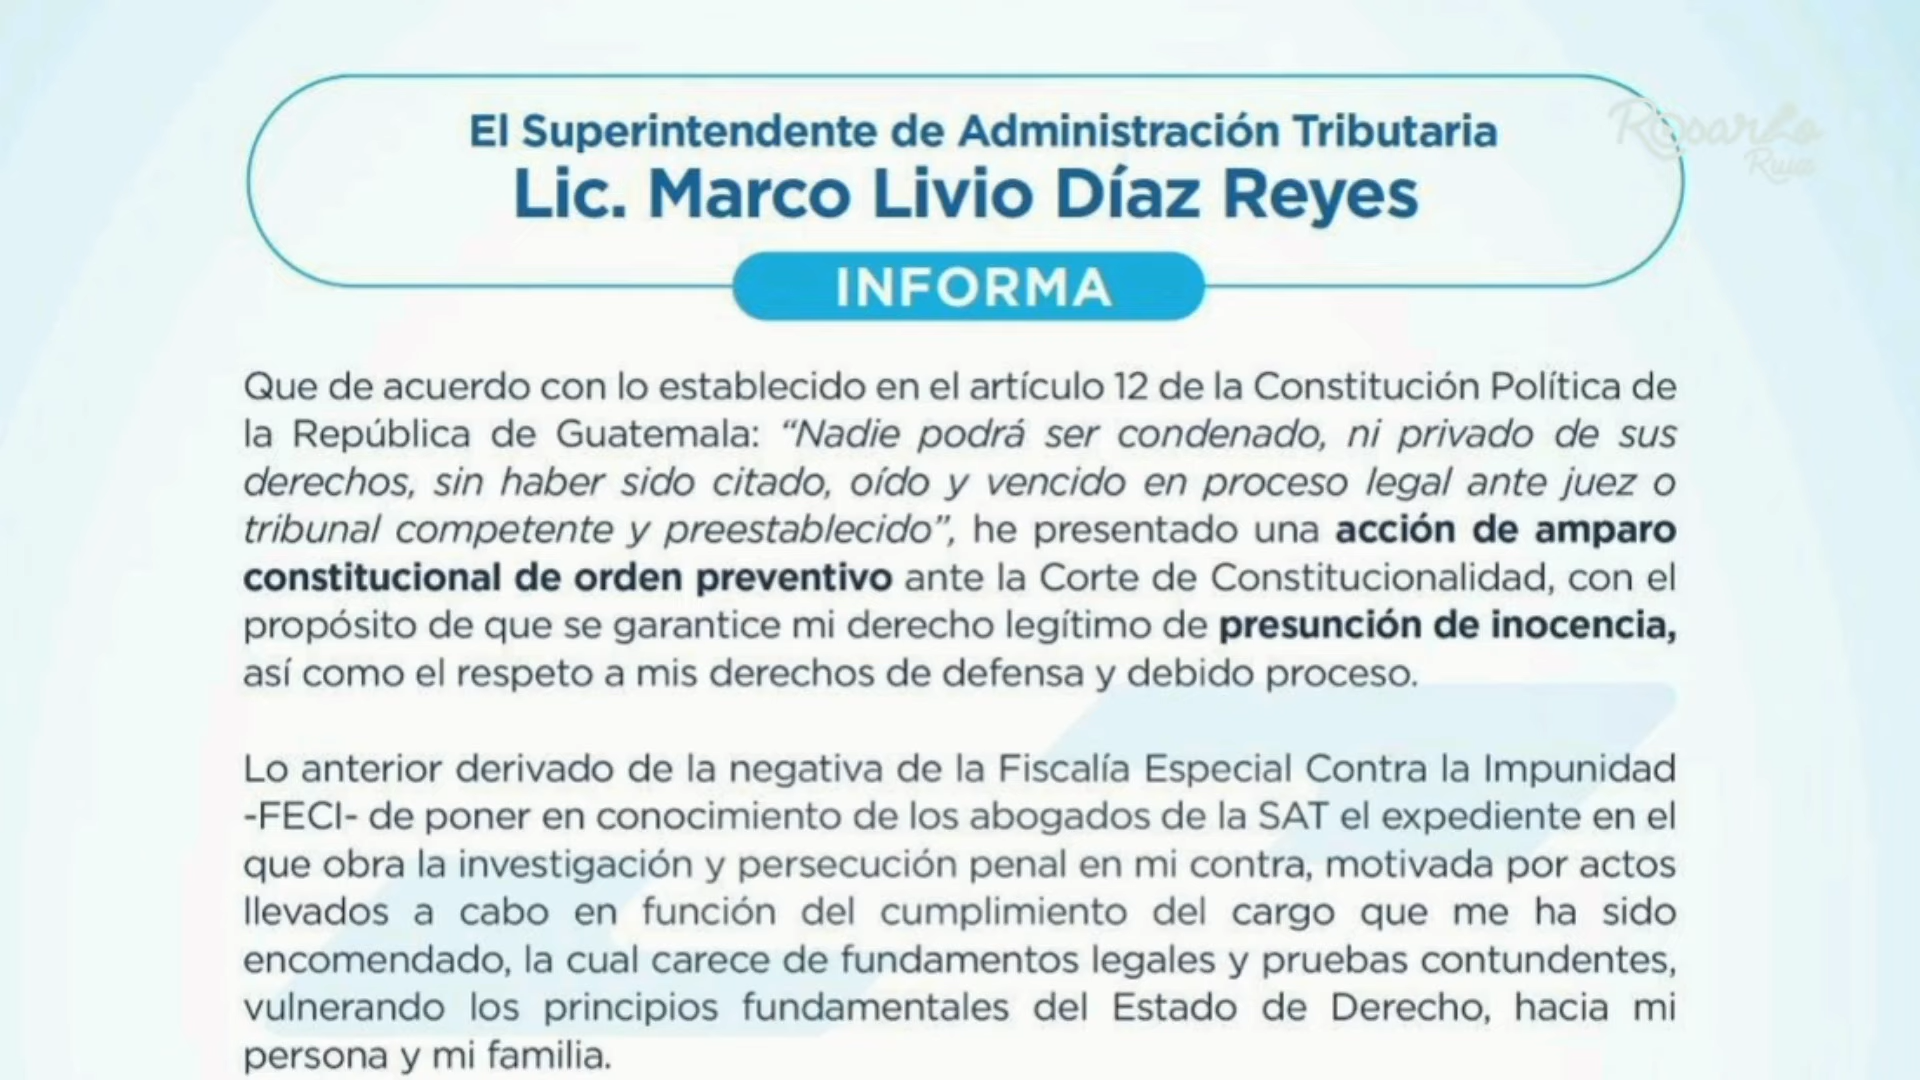 El Superintendente de Administración Tributaria
Lic. Marco Livio Díaz Reyes
INFORMA
Rosario
Ruiz
Que de acuerdo con lo establecido en el artículo 12 de la Constitución Política de
la República de Guatemala: “Nadie podrá ser condenado, ni privado de sus
derechos, sin haber sido citado, oído y vencido en proceso legal ante juez o
tribunal competente y preestablecido”, he presentado una acción de amparo
constitucional de orden preventivo ante la Corte de Constitucionalidad, con el
propósito de que se garantice mi derecho legítimo de presunción de inocencia,
así como el respeto a mis derechos de defensa y debido proceso.
Lo anterior derivado de la negativa de la Fiscalía Especial Contra la Impunidad
-FECI- de poner en conocimiento de los abogados de la SAT el expediente en el
que obra la investigación y persecución penal en mi contra, motivada por actos
llevados a cabo en función del cumplimiento del cargo que me ha sido
encomendado, la cual carece de fundamentos legales y pruebas contundentes,
vulnerando los principios fundamentales del Estado de Derecho, hacia mi
persona y mi familia.